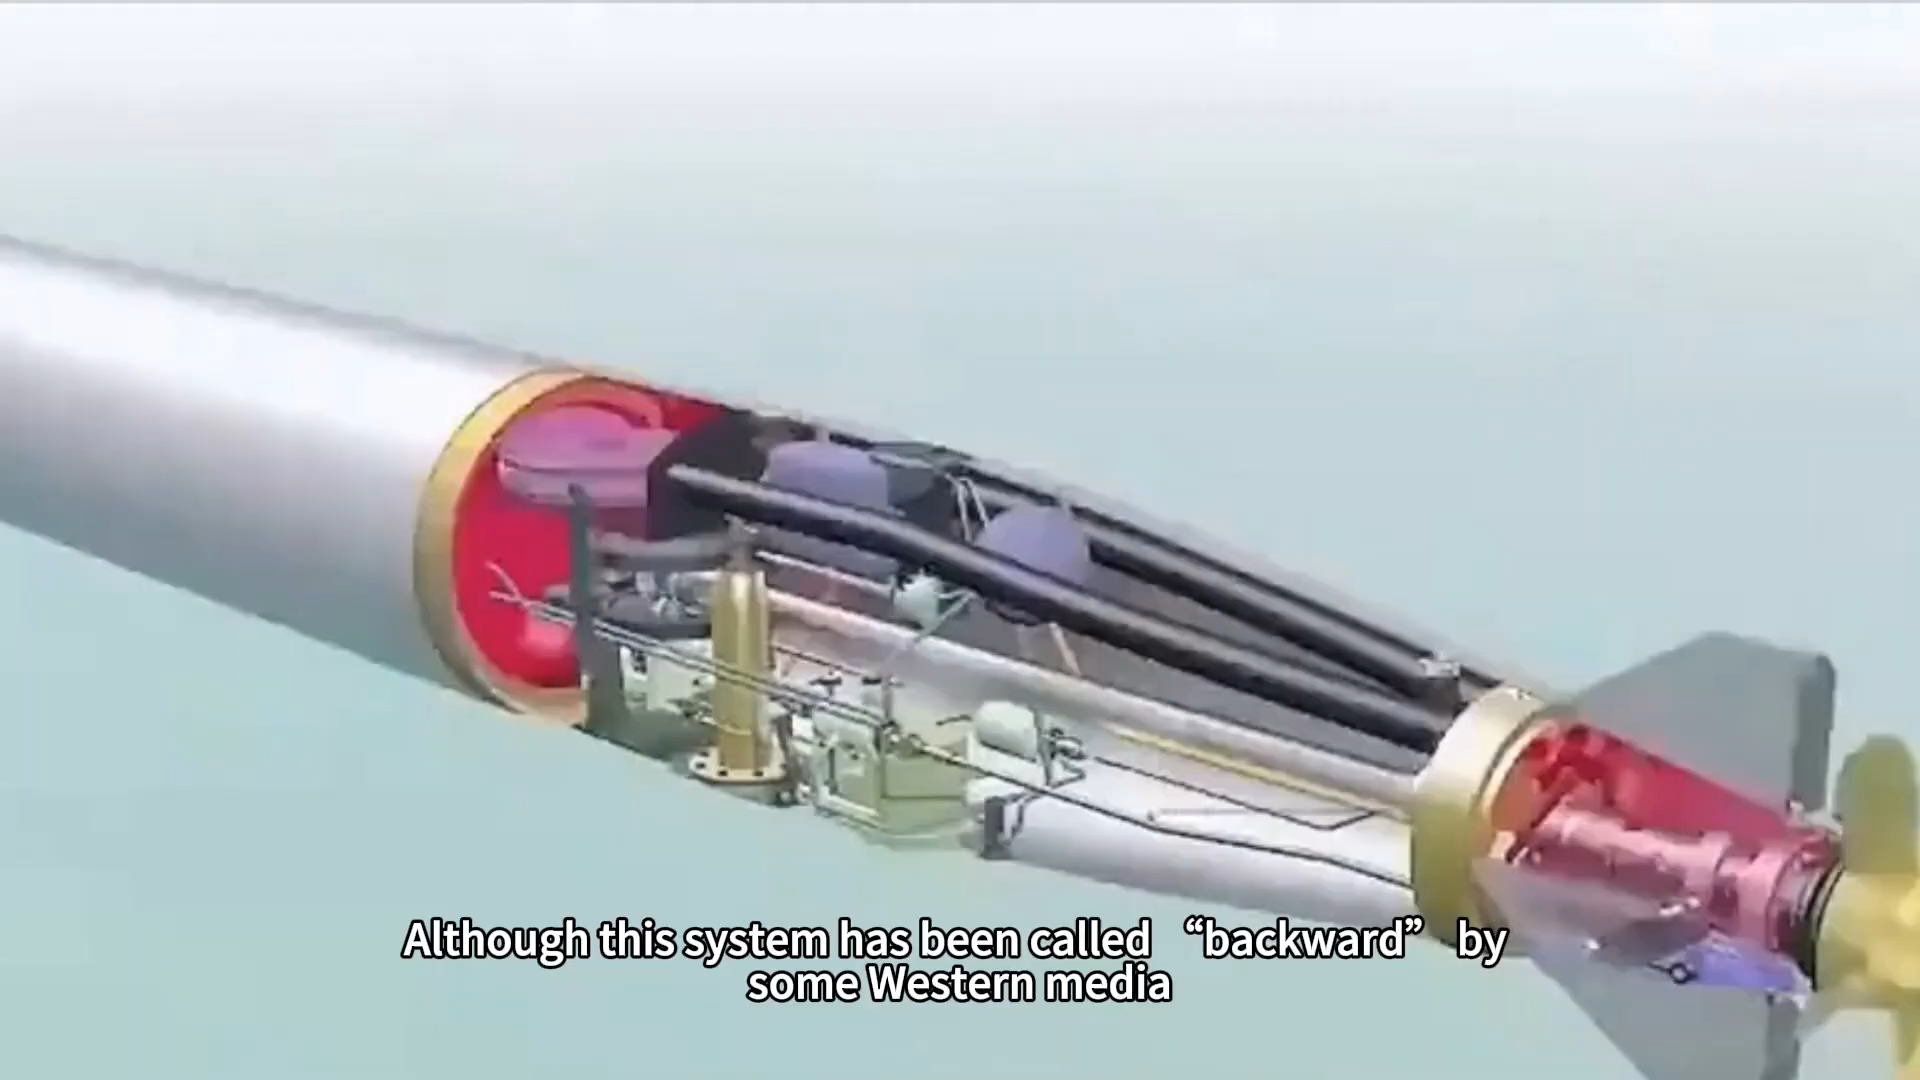 Although this system has been called “backward” by
some Western media